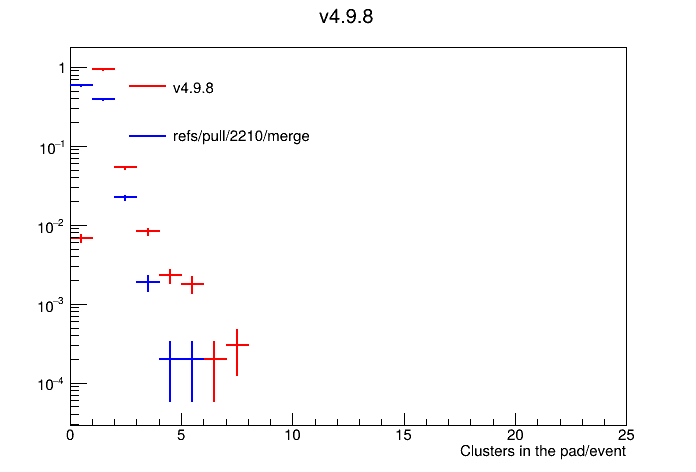 v4.9.8
1
v4.9.8
refs/pull/2210/merge
10⁻¹
10⁻²
10⁻³
10⁻⁴
0 5 10 15 20 25
Clusters in the pad/event